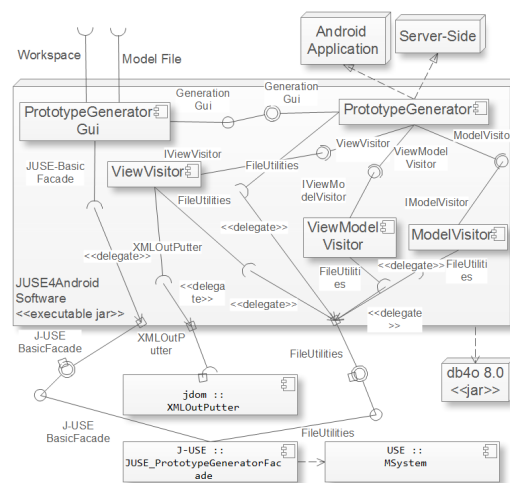 Android
Application
Server-Side
Workspace
Model File
Generation
Gui
Generation
Gui
PrototypeGenerator
Gui
PrototypeGenerator
ModelVisitor
IViewVisitor
ViewVisitor
ViewModel
Visitor
JUSE-Basic
Facade
ViewVisitor
FileUtilities
FileUtilities
IViewMo
delVisitor
IModelVisitor
ViewModel
Visitor
ModelVisitor
<<delegate>>
XMLOutPutter
<<delegate>>
FileUtiliti
es
FileUtiliti
es
JUSE4Android
Software
<<executable jar>>
<<delega
te>>
<<delegate>>
<<delegate
>>
J-USE
BasicFacade
XMLOutP
utter
FileUtilities
db4o 8.0
<<jar>>
jdom ::
XMLOutPutter
J-USE
BasicFacade
FileUtilities
J-USE ::
JUSE_PrototypeGeneratorFac
ade
USE ::
MSystem